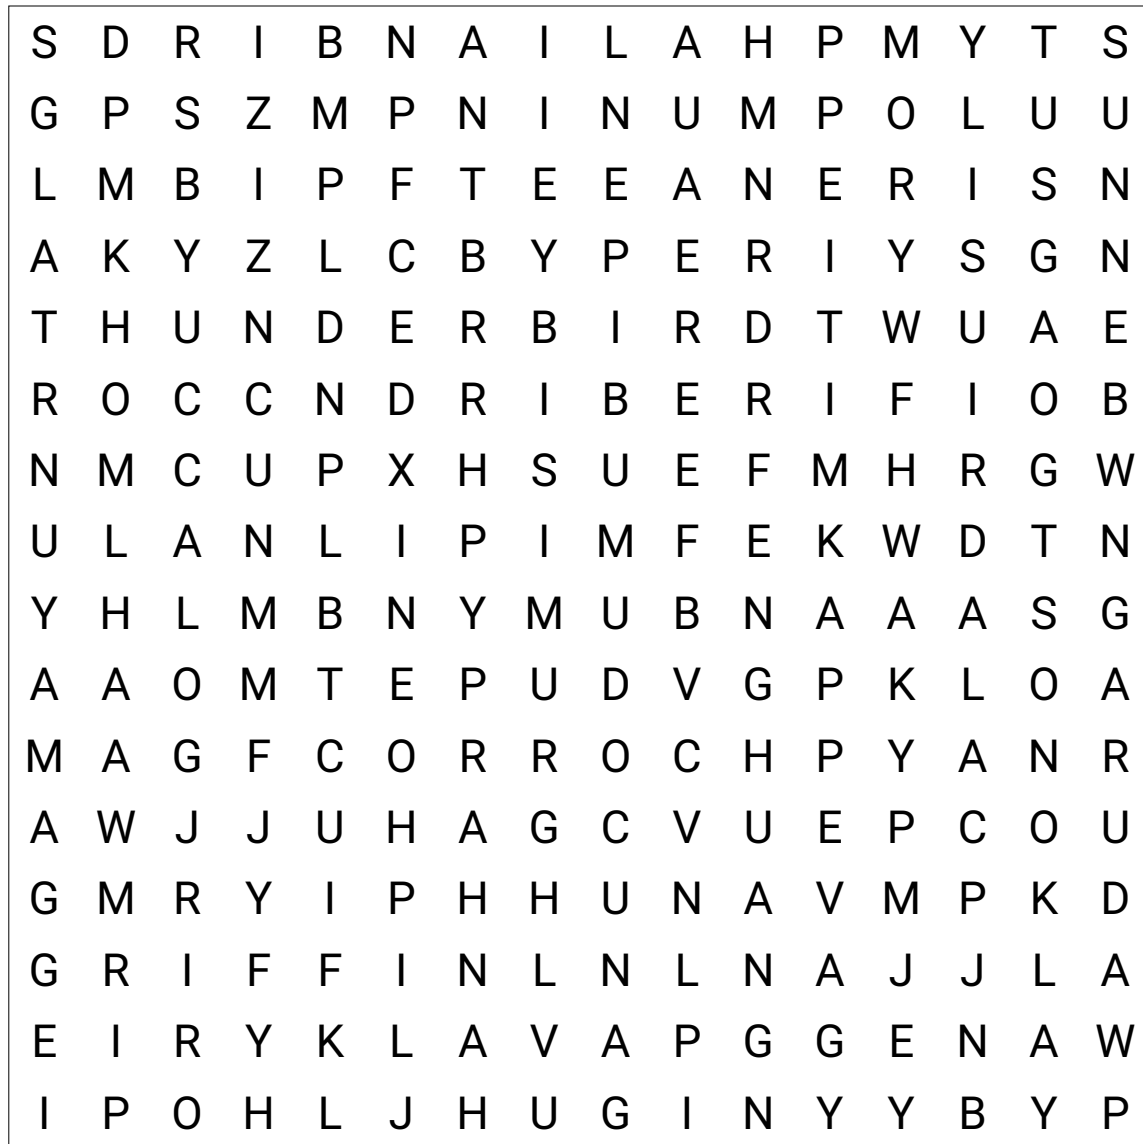 S D R I B N A I L A H P M Y T S
G P S Z M P N I N U M P O L U U
L M B I P F T E E A N E R I S N
A K Y Z L C B Y P E R I Y S G N
T H U N D E R B I R D T W U A E
R O C C N D R I B E R I F I O B
N M C U P X H S U E F M H R G W
U L A N L I P I M F E K W D T N
Y H L M B N Y M U B N A A A S G
A A O M T E P U D V G P K L O A
M A G F C O R R O C H P Y A N R
A W J J U H A G C V U E P C O U
G M R Y I P H H U N A V M P K D
G R I F F I N L N L N A J J L A
E I R Y K L A V A P G G E N A W
I P O H L J H U G I N Y Y B Y P